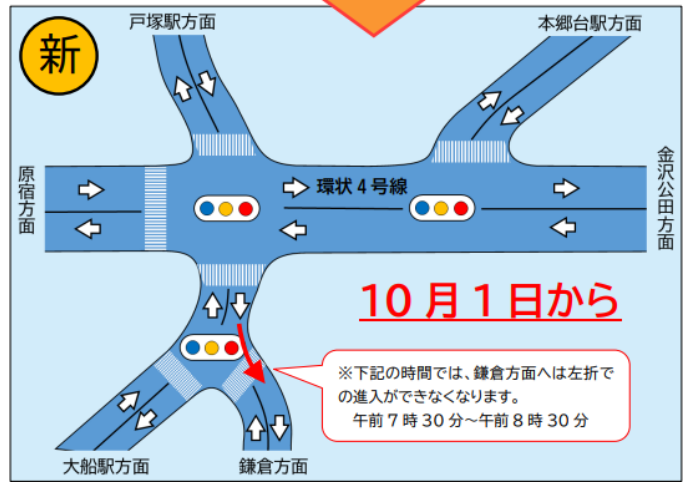 新
戸塚駅方面
本郷台駅方面
原宿方面
環状4号線
金沢公田方面
10月1日から
※下記の時間では、鎌倉方面へは左折で
の進入ができなくなります。
午前7時30分~午前8時30分
大船駅方面
鎌倉方面